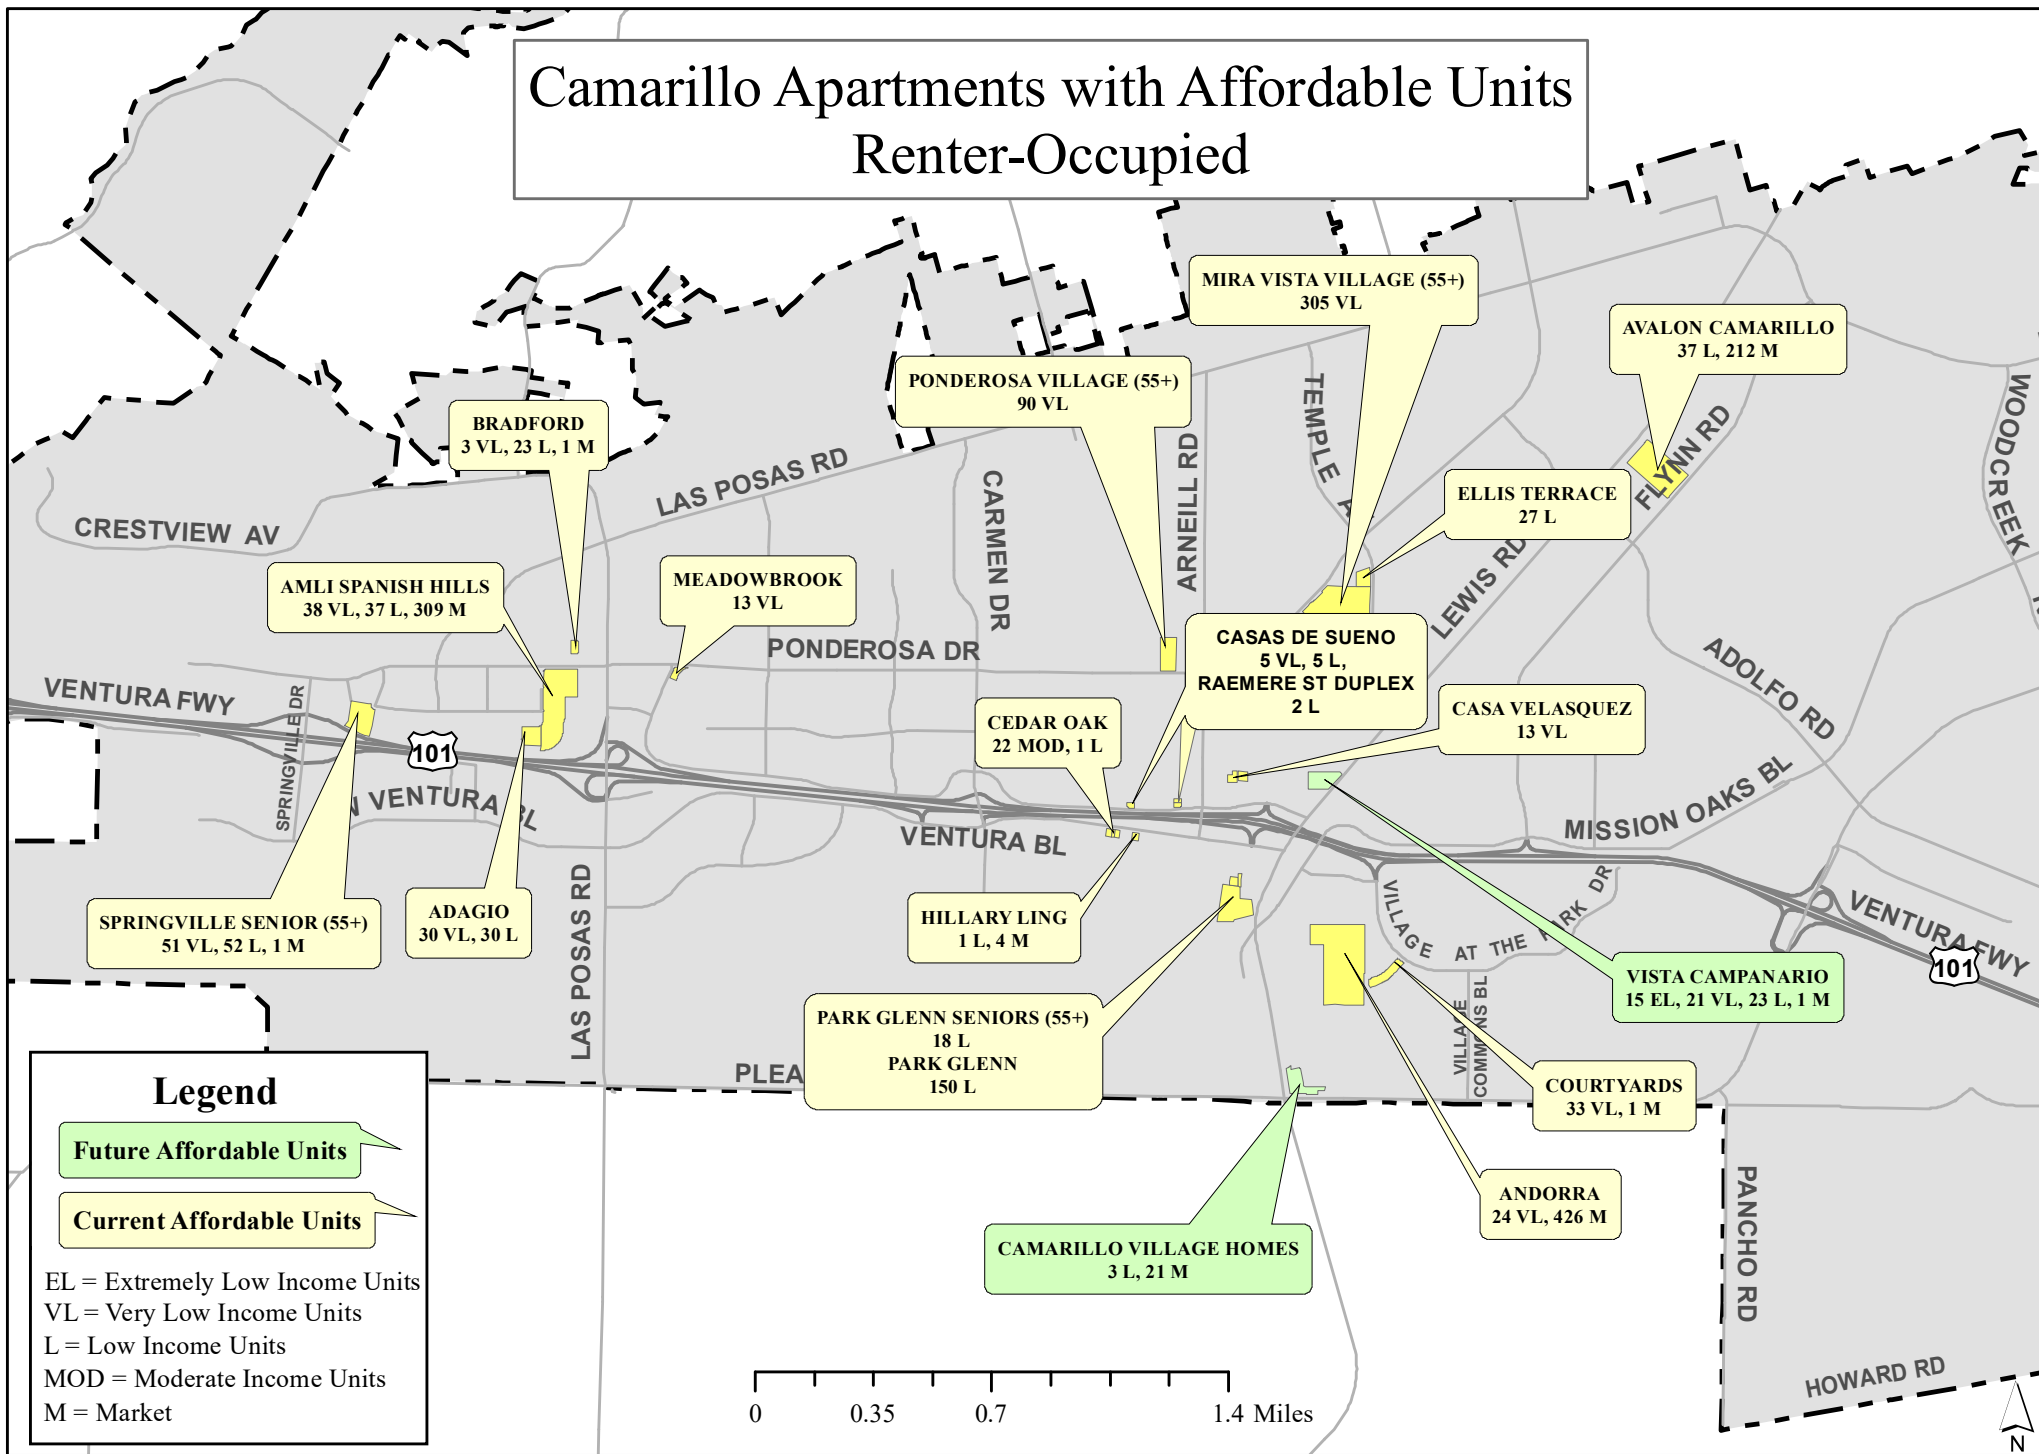 Camarillo Apartments with Affordable Units
Renter-Occupied
MIRA VISTA VILLAGE (55+)
305 VL
AVALON CAMARILLO
37 L, 212 M
PONDEROSA VILLAGE (55+)
90 VL
BRADFORD
3 VL, 23 L, 1 M
ELLIS TERRACE
27 L
AMLI SPANISH HILLS
38 VL, 37 L, 309 M
MEADOWBROOK
13 VL
CASAS DE SUENO
5 VL, 5 L,
RAEMERE ST DUPLEX
2 L
CEDAR OAK
22 MOD, 1 L
CASA VELASQUEZ
13 VL
SPRINGVILLE SENIOR (55+)
51 VL, 52 L, 1 M
ADAGIO
30 VL, 30 L
HILLARY LING
1 L, 4 M
VISTA CAMPANARIO
15 EL, 21 VL, 23 L, 1 M
PARK GLENN SENIORS (55+)
18 L
PARK GLENN
150 L
COURTYARDS
33 VL, 1 M
ANDORRA
24 VL, 426 M
CAMARILLO VILLAGE HOMES
3 L, 21 M
CRESTVIEW AV
LAS POSAS RD
CARMEN DR
ARNEILL RD
TEMPLE A
FLYNN RD
LEWIS RD
WOODCREEK
ADOLFO RD
PONDEROSA DR
VENTURA FWY
SPRINGVILLE DR
101
W VENTURA BL
VENTURA BL
MISSION OAKS BL
LAS POSAS RD
VILLAGE AT THE PARK DR
VILLAGE
COMMONS BL
VENTURA FWY
101
PLEA
PANCHO RD
HOWARD RD
Legend
Future Affordable Units
Current Affordable Units
EL = Extremely Low Income Units
VL = Very Low Income Units
L = Low Income Units
MOD = Moderate Income Units
M = Market
0 0.35 0.7 1.4 Miles
N